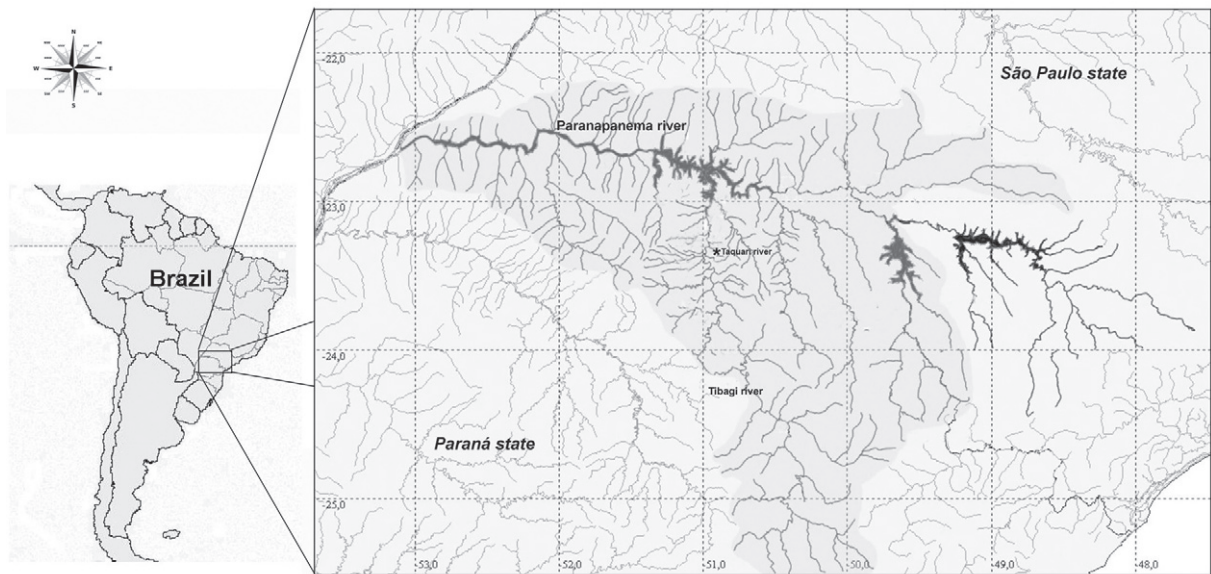 N
W
E
S
Brazil
São Paulo state
Paranapanema river
*Taquari river
Tibagi river
Paraná state
-22,0
-23,0
-24,0
-25,0
-53,0
-52,0
-51,0
-50,0
-49,0
-48,0